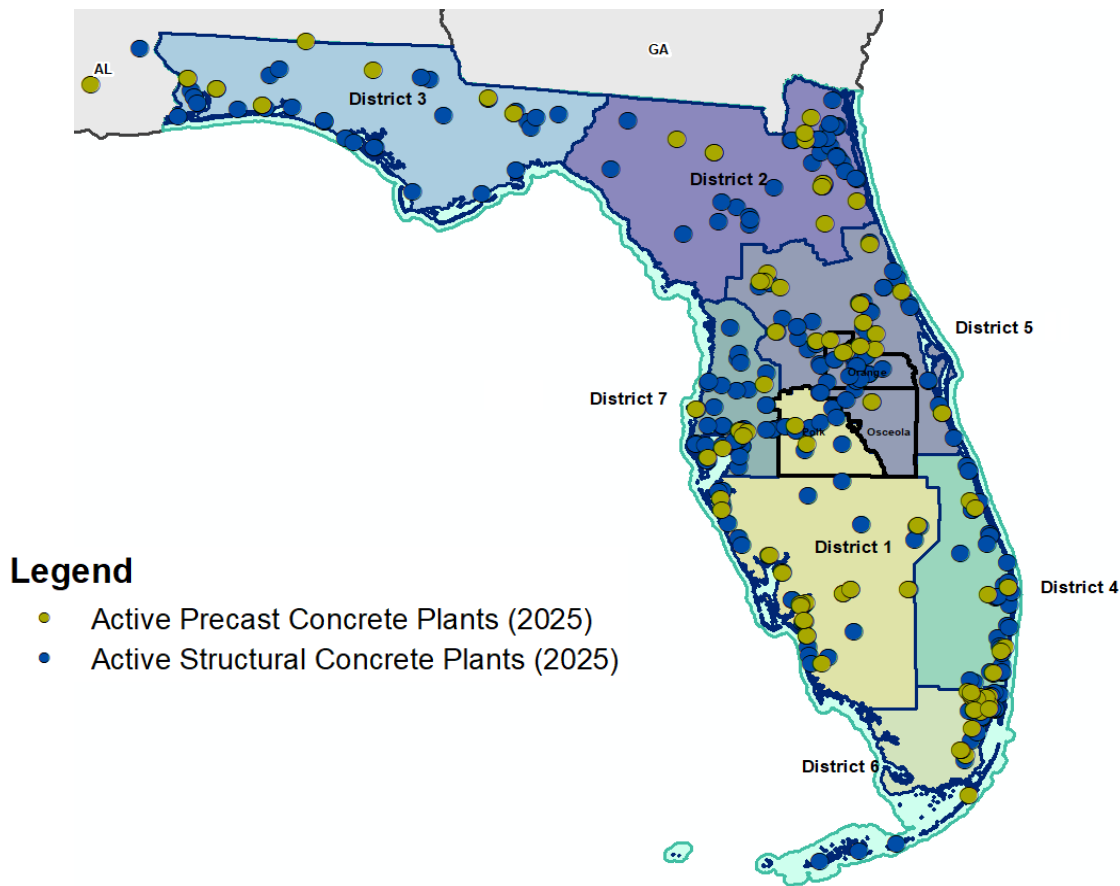 GA
AL
District 3
District 2
District 5
Orange
District 7
Polk
Osceola
District 1
Legend
District 4
Active Precast Concrete Plants (2025)
Active Structural Concrete Plants (2025)
District 6